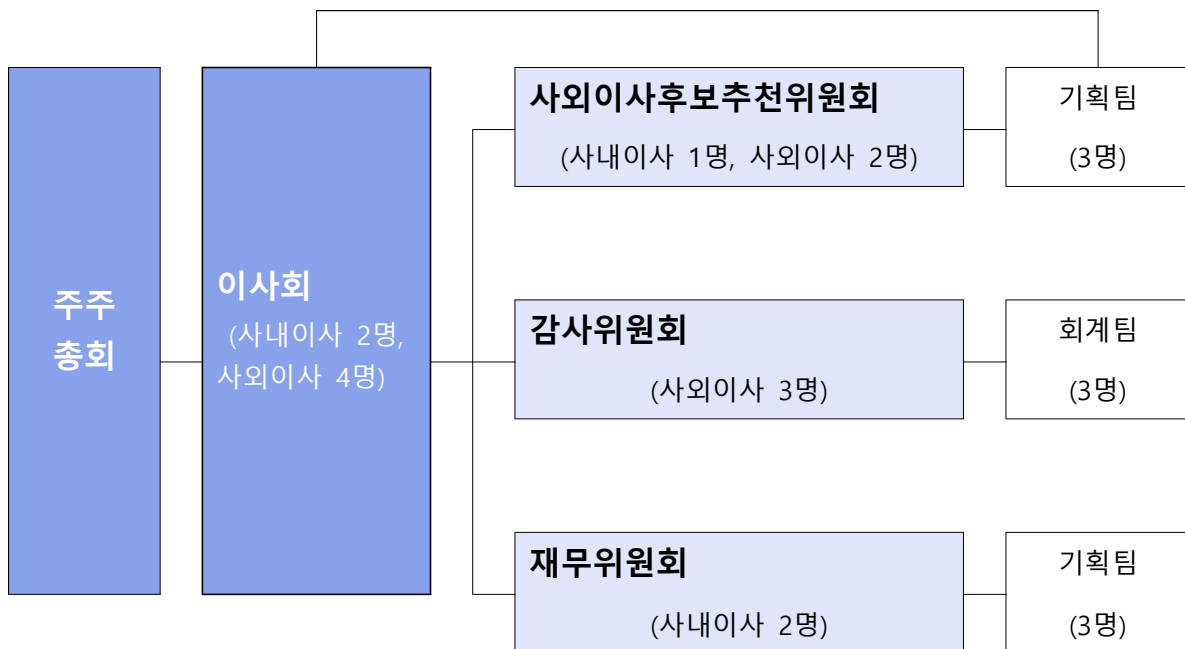 주주
총회
이사회
(사내이사 2명,
사외이사 4명)
사외이사후보추천위원회
(사내이사 1명, 사외이사 2명)
기획팀
(3명)
감사위원회
(사외이사 3명)
회계팀
(3명)
재무위원회
(사내이사 2명)
기획팀
(3명)